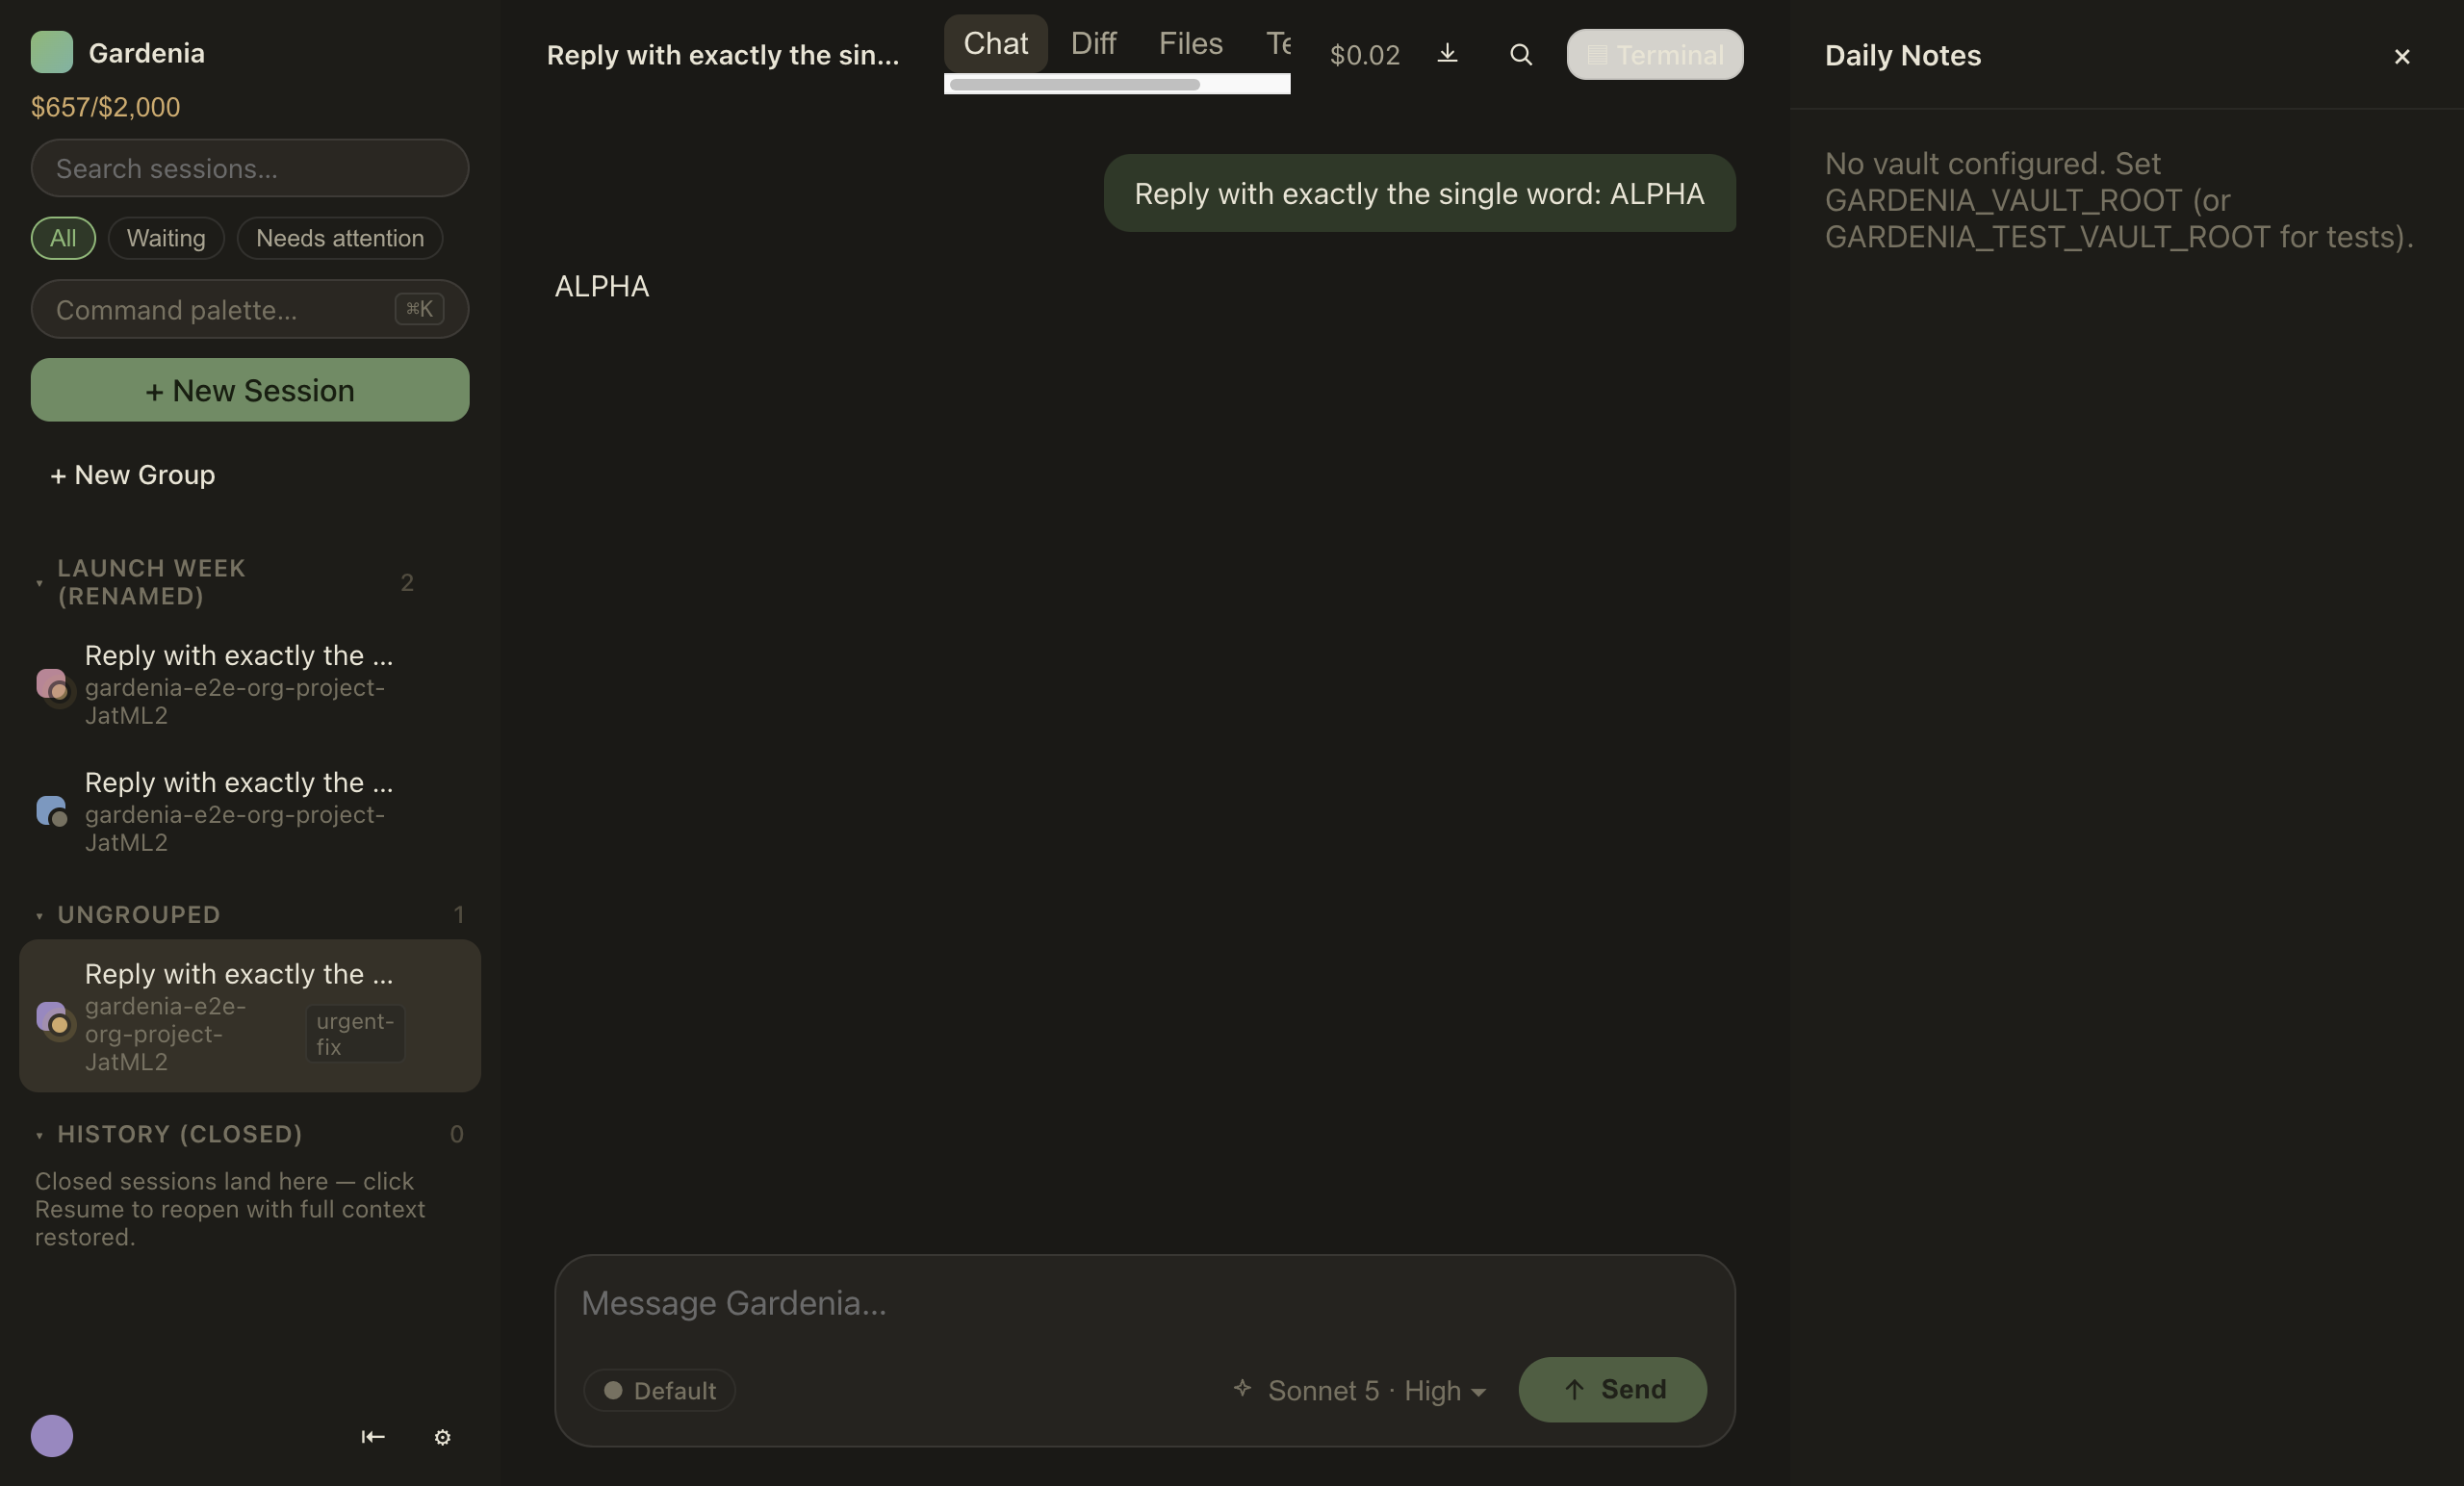 Gardenia
$657/$2,000
Search sessions...
All
Waiting
Needs attention
Command palette...
⌘K
+ New Session
+ New Group
LAUNCH WEEK
(RENAMED)
2
Reply with exactly the ...
gardenia-e2e-org-project-
JatML2
Reply with exactly the ...
gardenia-e2e-org-project-
JatML2
UNGROUPED
1
Reply with exactly the ...
gardenia-e2e-
org-project-
JatML2
urgent-
fix
HISTORY (CLOSED)
0
Closed sessions land here — click
Resume to reopen with full context
restored.
Reply with exactly the sin...
Chat
Diff
Files
$0.02
Terminal
Reply with exactly the single word: ALPHA
ALPHA
Message Gardenia...
Default
Sonnet 5 · High
Send
Daily Notes
No vault configured. Set
GARDENIA_VAULT_ROOT (or
GARDENIA_TEST_VAULT_ROOT for tests).